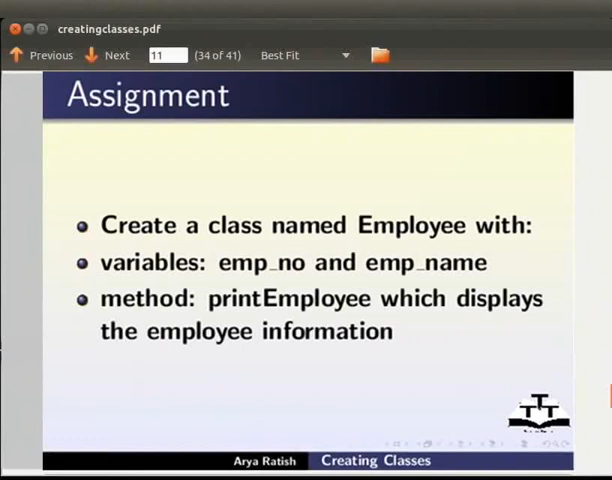 creatingclasses.pdf
Previous Next 11 (34 of 41) Best Fit
Assignment
Create a class named Employee with:
variables: emp_no and emp_name
method: printEmployee which displays
the employee information
Arya Ratish Creating Classes